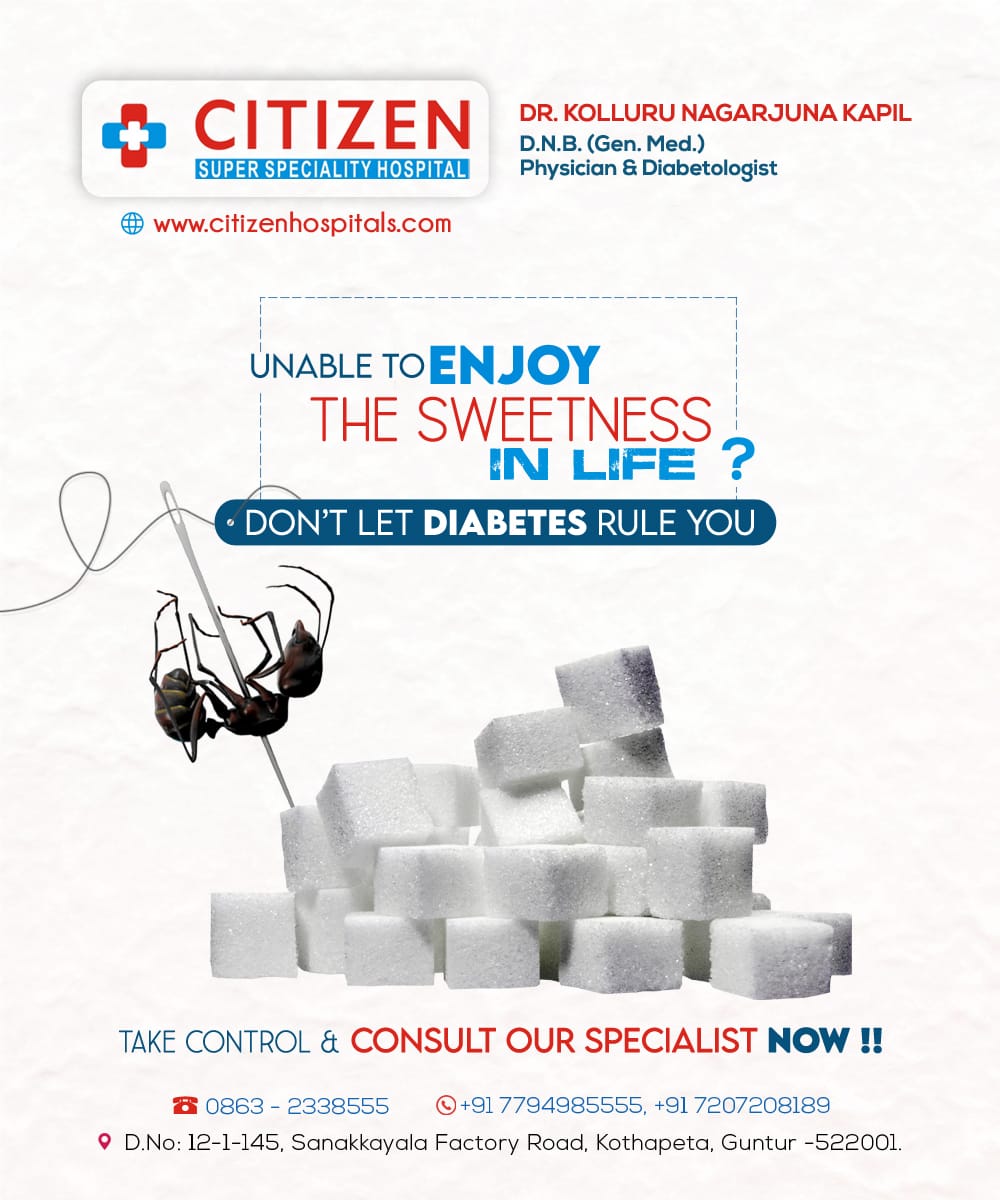 CITIZEN
SUPER SPECIALITY HOSPITAL
www.citizenhospitals.com
DR. KOLLURU NAGARJUNA KAPIL
D.N.B. (Gen. Med.)
Physician & Diabetologist
UNABLE TO ENJOY
THE SWEETNESS
IN LIFE ?
DON'T LET DIABETES RULE YOU
TAKE CONTROL & CONSULT OUR SPECIALIST NOW !!
0863 - 2338555 +91 7794985555, +91 7207208189
D.No: 12-1-145, Sanakkayala Factory Road, Kothapeta, Guntur -522001.